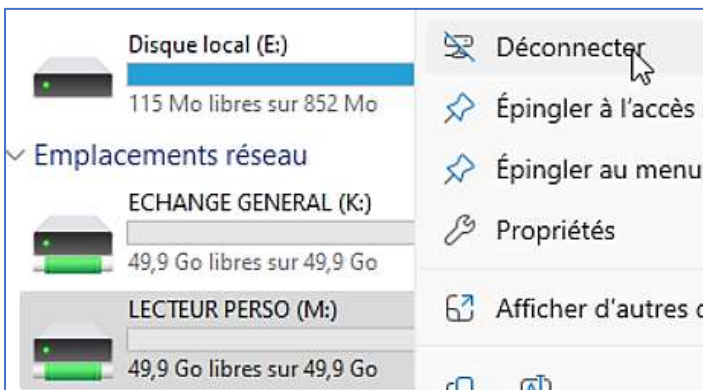 Disque local (E:)
115 Mo libres sur 852 Mo
Emplacements réseau
ECHANGE GENERAL (K:)
49,9 Go libres sur 49,9 Go
LECTEUR PERSO (M:)
49,9 Go libres sur 49,9 Go
Déconnecter
Épingler à l'accès
Épingler au menu
Propriétés
Afficher d'autres